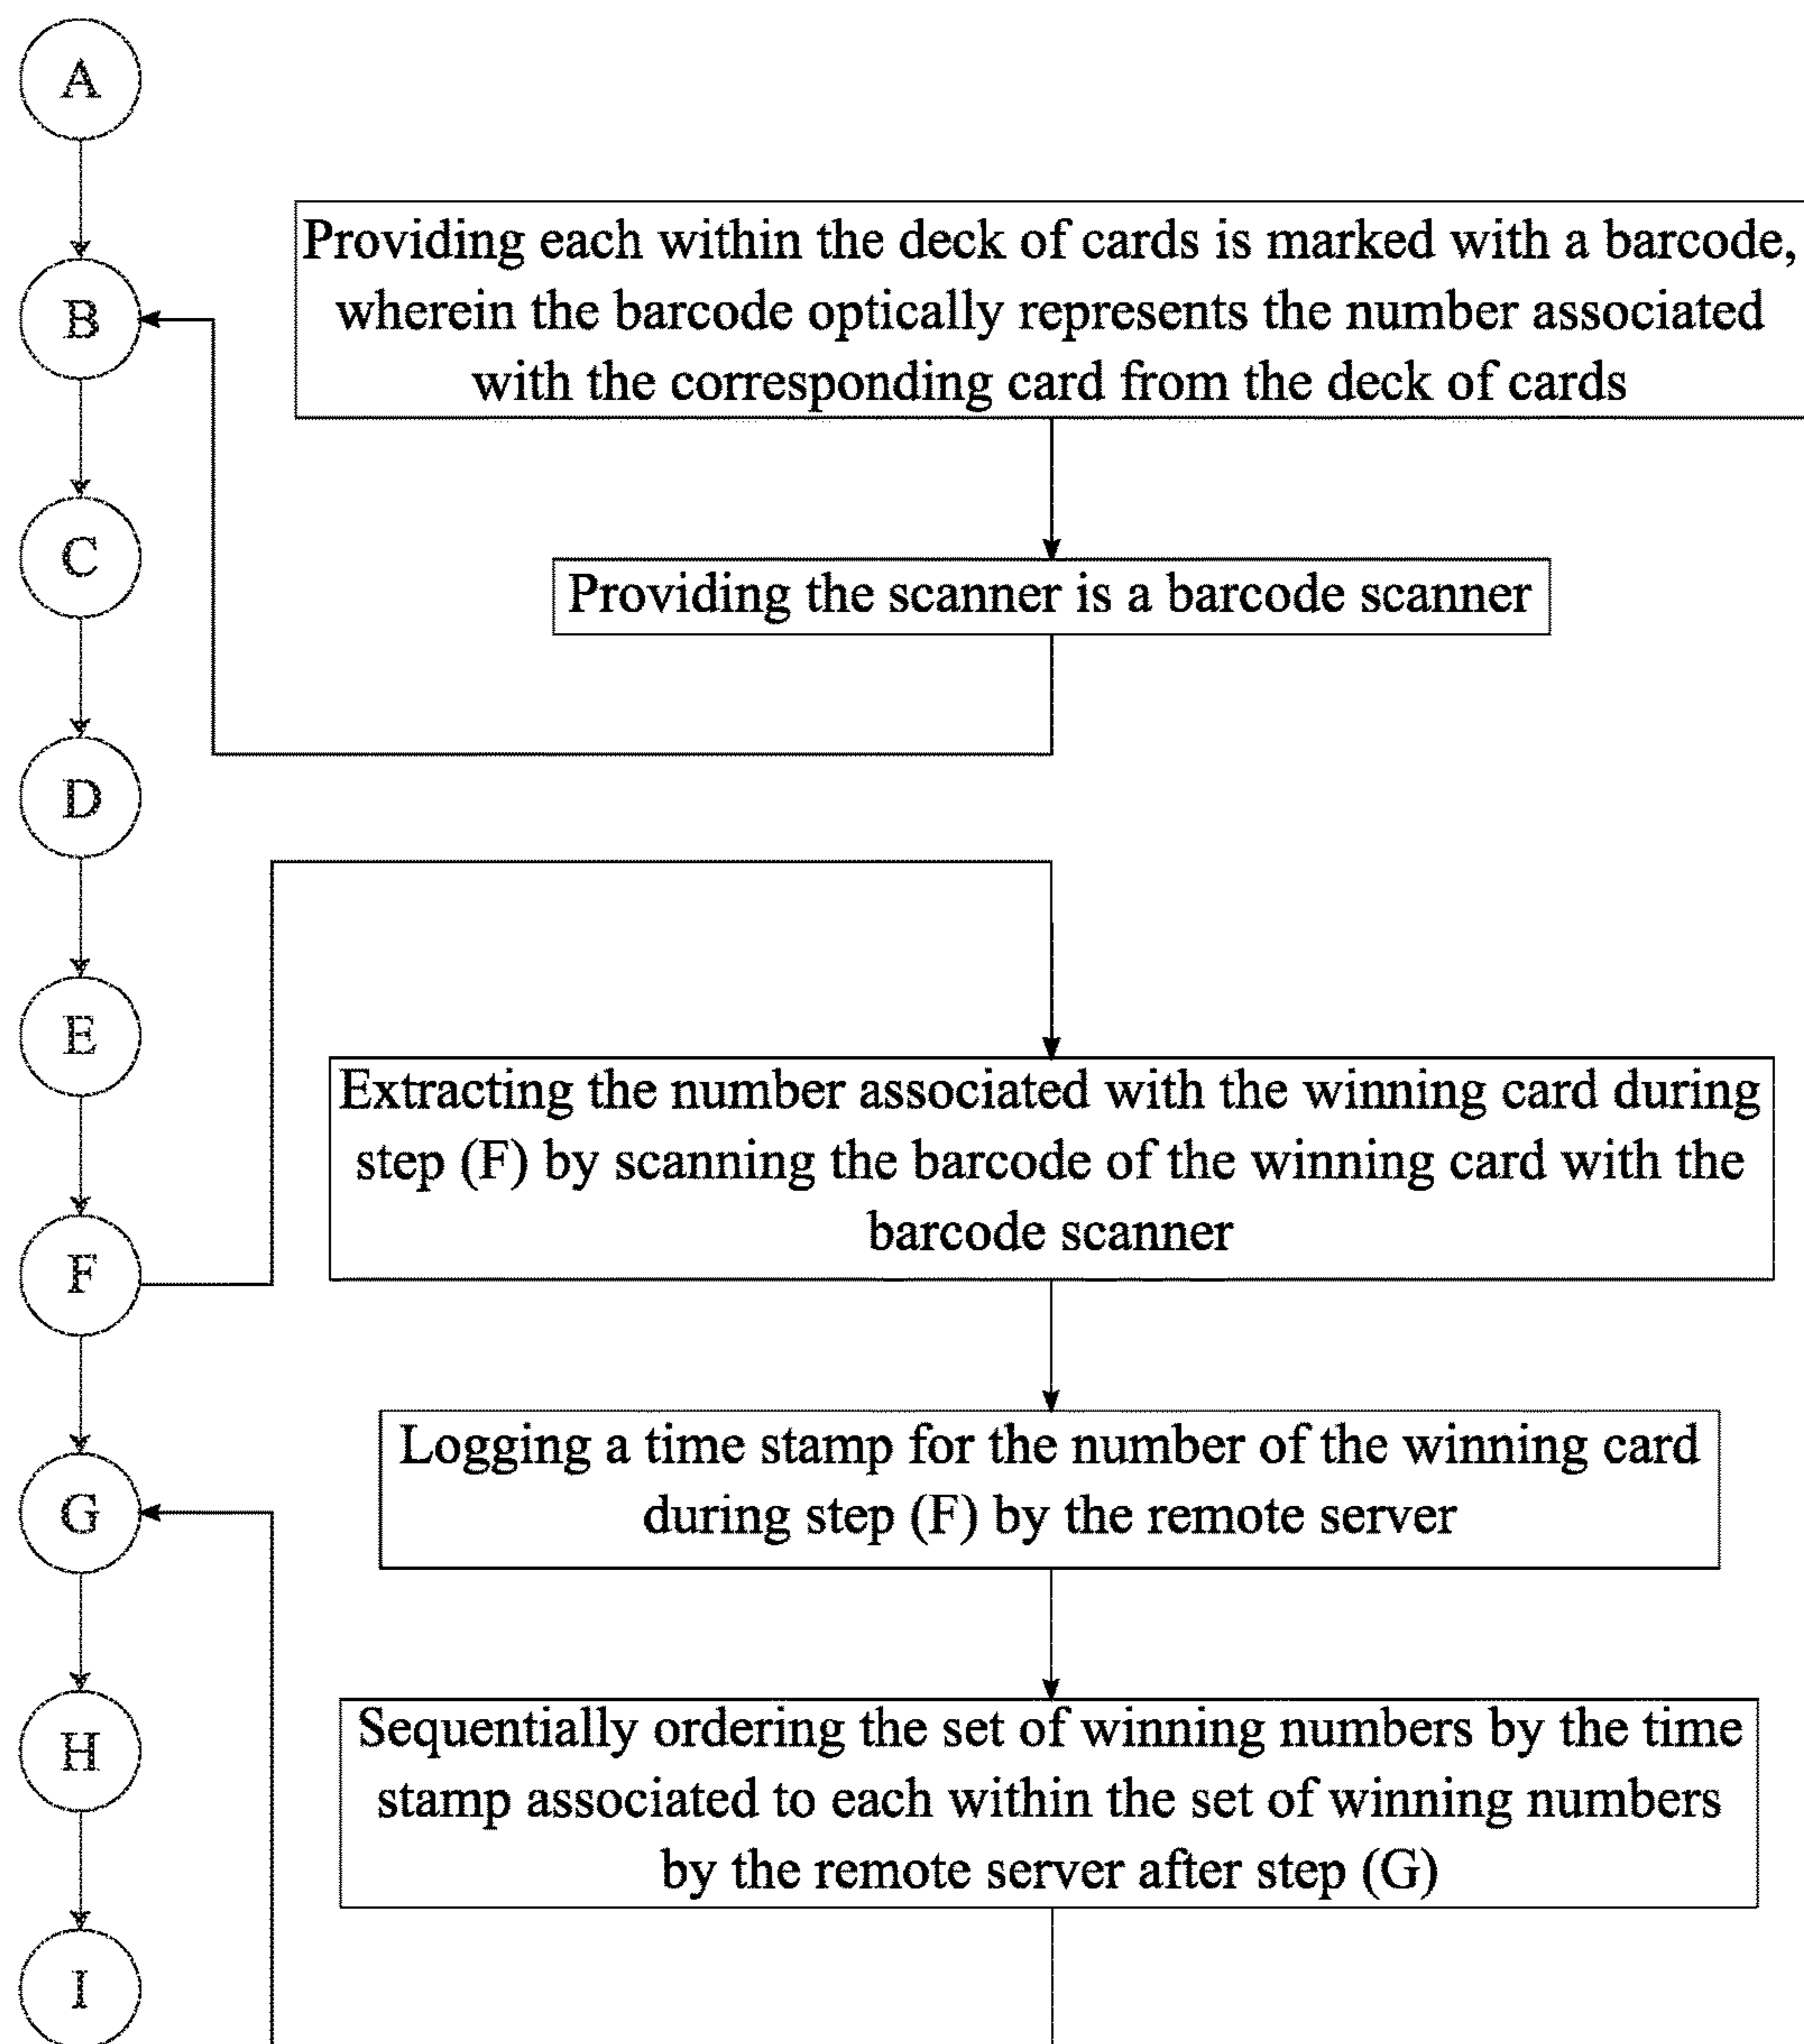 A
B
C
D
E
F
G
H
I
Providing each within the deck of cards is marked with a barcode,
wherein the barcode optically represents the number associated
with the corresponding card from the deck of cards
Providing the scanner is a barcode scanner
Extracting the number associated with the winning card during
step (F) by scanning the barcode of the winning card with the
barcode scanner
Logging a time stamp for the number of the winning card
during step (F) by the remote server
Sequentially ordering the set of winning numbers by the time
stamp associated to each within the set of winning numbers
by the remote server after step (G)